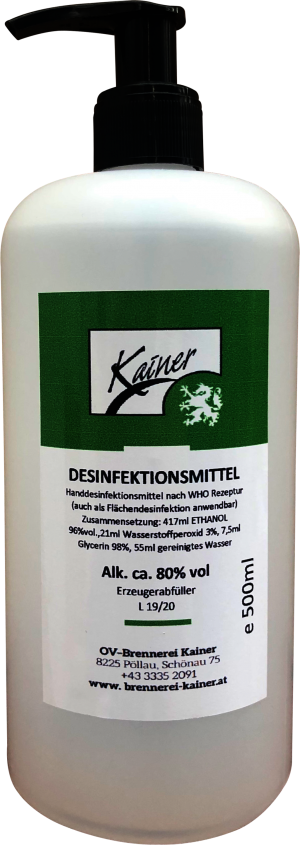 Kainer
DESINFEKTIONSMITTEL
Handdesinfektionsmittel nach WHO Rezeptur
(auch als Flächendesinfektion anwendbar)
Zusammensetzung: 417ml ETHANOL
96%vol.,21ml Wasserstoffperoxid 3%, 7,5ml
Glycerin 98%, 55ml gereinigtes Wasser
Alk. ca. 80% vol
Erzeugerabfüller
L 19/20
e 500ml
OV-Brennerei Kainer
8225 Pöllau, Schönau 75
+43 3335 2091
www. brennerei-kainer.at